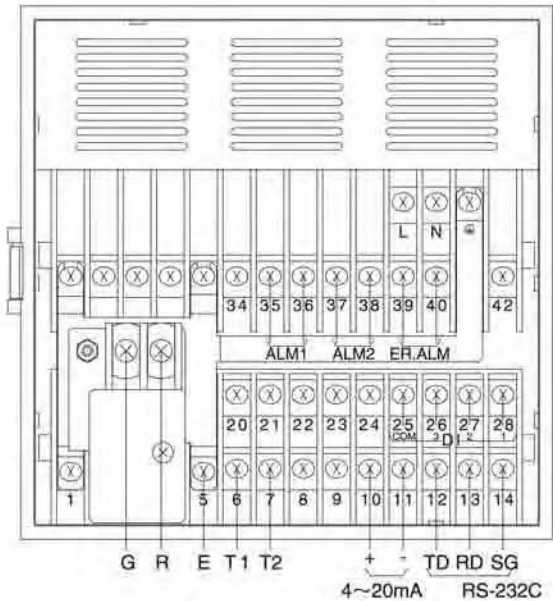 L N
34 35 36 37 38 39 40 42
ALM1 ALM2 ER.ALM
20 21 22 23 24 25 26 27 28
COM 3 DI 2 1
1 5 6 7 8 9 10 11 12 13 14
G R E T1 T2 + - TD RD SG
4~20mA RS-232C